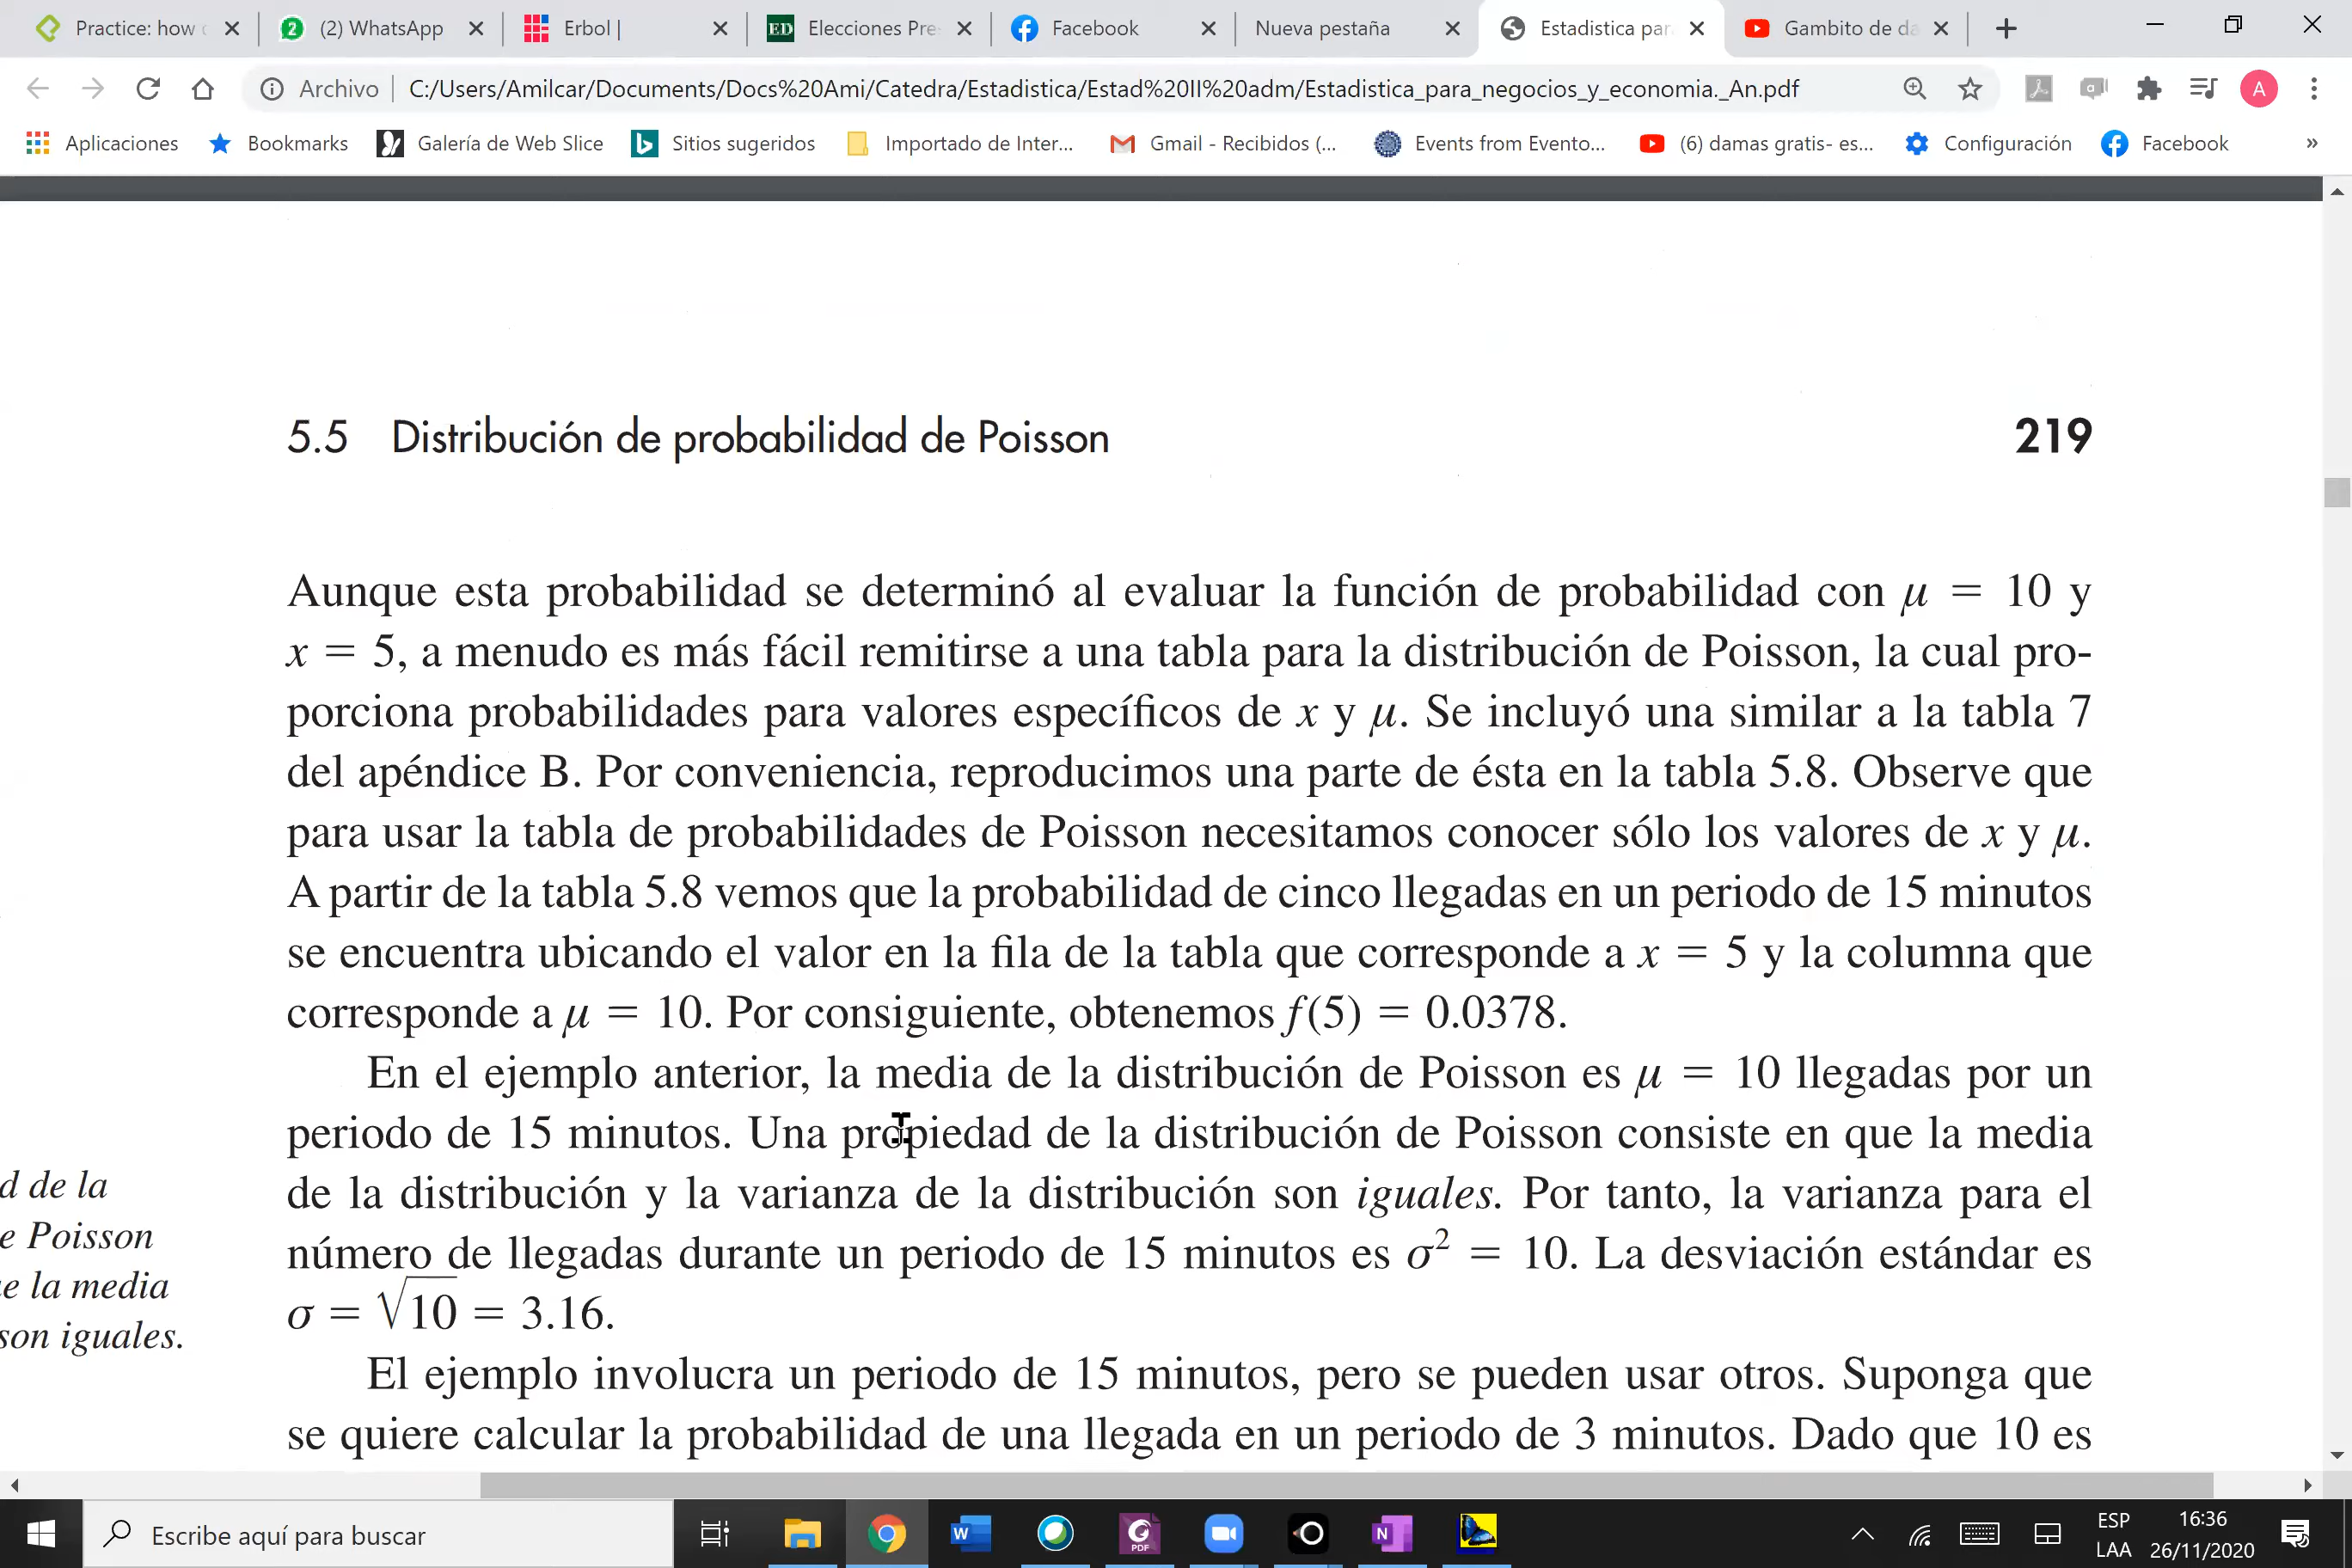 Practice: how
(2) WhatsApp
Erbol |
ED Elecciones Pre
Facebook
Nueva pestaña
Estadistica par
Gambito de da
Archivo | C:/Users/Amilcar/Documents/Docs%20Ami/Catedra/Estadistica/Estad%20II%20adm/Estadistica_para_negocios_y_economia._An.pdf
A
Aplicaciones
Bookmarks
Galería de Web Slice
Sitios sugeridos
Importado de Inter...
Gmail - Recibidos (...
Events from Evento...
(6) damas gratis- es...
Configuración
Facebook
»
5.5 Distribución de probabilidad de Poisson 219
Aunque esta probabilidad se determinó al evaluar la función de probabilidad con μ = 10 y
x = 5, a menudo es más fácil remitirse a una tabla para la distribución de Poisson, la cual pro-
porciona probabilidades para valores específicos de x y μ. Se incluyó una similar a la tabla 7
del apéndice B. Por conveniencia, reproducimos una parte de ésta en la tabla 5.8. Observe que
para usar la tabla de probabilidades de Poisson necesitamos conocer sólo los valores de x y μ.
A partir de la tabla 5.8 vemos que la probabilidad de cinco llegadas en un periodo de 15 minutos
se encuentra ubicando el valor en la fila de la tabla que corresponde a x = 5 y la columna que
corresponde a μ = 10. Por consiguiente, obtenemos f(5) = 0.0378.
En el ejemplo anterior, la media de la distribución de Poisson es μ = 10 llegadas por un
periodo de 15 minutos. Una propiedad de la distribución de Poisson consiste en que la media
de la distribución y la varianza de la distribución son iguales. Por tanto, la varianza para el
número de llegadas durante un periodo de 15 minutos es σ² = 10. La desviación estándar es
σ = √10 = 3.16.
El ejemplo involucra un periodo de 15 minutos, pero se pueden usar otros. Suponga que
se quiere calcular la probabilidad de una llegada en un periodo de 3 minutos. Dado que 10 es
d de la
e Poisson
e la media
son iguales.
Escribe aquí para buscar
ESP
LAA
16:36
26/11/2020